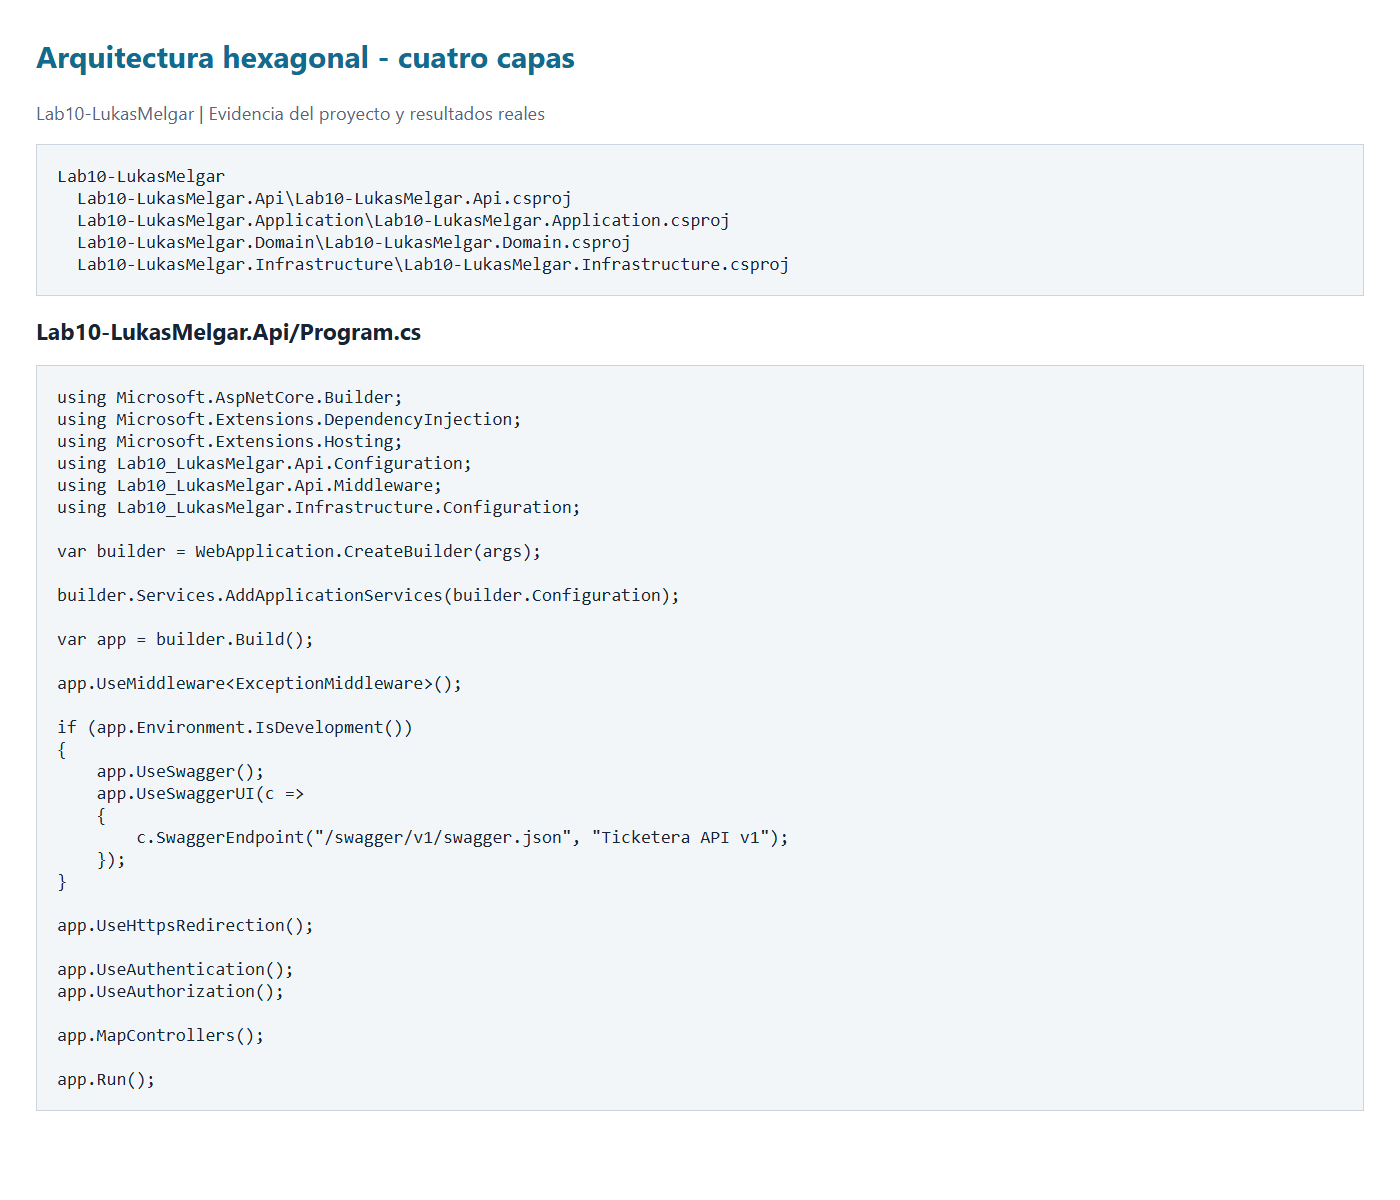 Arquitectura hexagonal - cuatro capas
Lab10-LukasMelgar | Evidencia del proyecto y resultados reales
Lab10-LukasMelgar
  Lab10-LukasMelgar.Api\Lab10-LukasMelgar.Api.csproj
  Lab10-LukasMelgar.Application\Lab10-LukasMelgar.Application.csproj
  Lab10-LukasMelgar.Domain\Lab10-LukasMelgar.Domain.csproj
  Lab10-LukasMelgar.Infrastructure\Lab10-LukasMelgar.Infrastructure.csproj
Lab10-LukasMelgar.Api/Program.cs
using Microsoft.AspNetCore.Builder;
using Microsoft.Extensions.DependencyInjection;
using Microsoft.Extensions.Hosting;
using Lab10_LukasMelgar.Api.Configuration;
using Lab10_LukasMelgar.Api.Middleware;
using Lab10_LukasMelgar.Infrastructure.Configuration;
var builder = WebApplication.CreateBuilder(args);
builder.Services.AddApplicationServices(builder.Configuration);
var app = builder.Build();
app.UseMiddleware<ExceptionMiddleware>();
if (app.Environment.IsDevelopment())
{
    app.UseSwagger();
    app.UseSwaggerUI(c =>
    {
        c.SwaggerEndpoint("/swagger/v1/swagger.json", "Ticketera API v1");
    });
}
app.UseHttpsRedirection();
app.UseAuthentication();
app.UseAuthorization();
app.MapControllers();
app.Run();